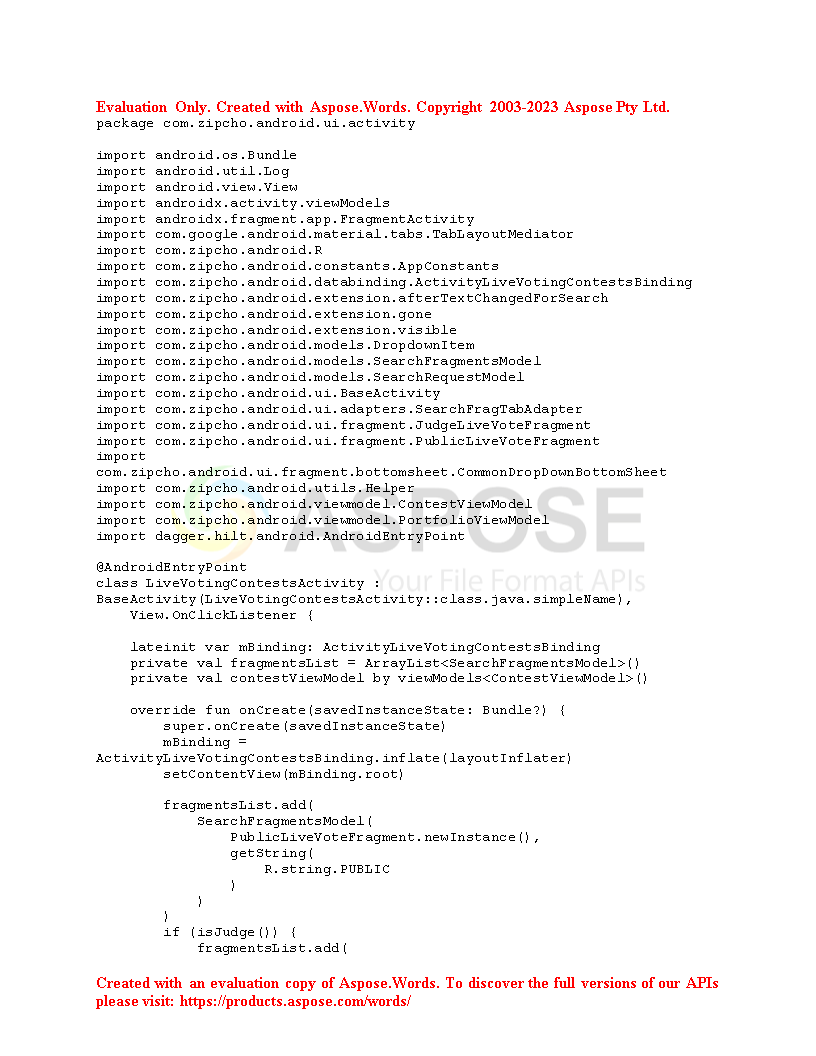 Evaluation Only. Created with Aspose.Words. Copyright 2003-2023 Aspose Pty Ltd.
package com.zipcho.android.ui.activity
import android.os.Bundle
import android.util.Log
import android.view.View
import androidx.activity.viewModels
import androidx.fragment.app.FragmentActivity
import com.google.android.material.tabs.TabLayoutMediator
import com.zipcho.android.R
import com.zipcho.android.constants.AppConstants
import com.zipcho.android.databinding.ActivityLiveVotingContestsBinding
import com.zipcho.android.extension.afterTextChangedForSearch
import com.zipcho.android.extension.gone
import com.zipcho.android.extension.visible
import com.zipcho.android.models.DropdownItem
import com.zipcho.android.models.SearchFragmentsModel
import com.zipcho.android.models.SearchRequestModel
import com.zipcho.android.ui.BaseActivity
import com.zipcho.android.ui.adapters.SearchFragTabAdapter
import com.zipcho.android.ui.fragment.JudgeLiveVoteFragment
import com.zipcho.android.ui.fragment.PublicLiveVoteFragment
import
com.zipcho.android.ui.fragment.bottomsheet.CommonDropDownBottomSheet
import com.zipcho.android.utils.Helper
import com.zipcho.android.viewmodel.ContestViewModel
import com.zipcho.android.viewmodel.PortfolioViewModel
import dagger.hilt.android.AndroidEntryPoint
ASPOSE
Your File Format APIs
@AndroidEntryPoint
class LiveVotingContestsActivity :
BaseActivity(LiveVotingContestsActivity::class.java.simpleName),
    View.OnClickListener {
    lateinit var mBinding: ActivityLiveVotingContestsBinding
    private val fragmentsList = ArrayList<SearchFragmentsModel>()
    private val contestViewModel by viewModels<ContestViewModel>()
    override fun onCreate(savedInstanceState: Bundle?) {
        super.onCreate(savedInstanceState)
        mBinding =
ActivityLiveVotingContestsBinding.inflate(layoutInflater)
        setContentView(mBinding.root)
        fragmentsList.add(
            SearchFragmentsModel(
                PublicLiveVoteFragment.newInstance(),
                getString(
                    R.string.PUBLIC
                )
            )
        )
        if (isJudge()) {
            fragmentsList.add(
Created with an evaluation copy of Aspose.Words. To discover the full versions of our APIs
please visit: https://products.aspose.com/words/